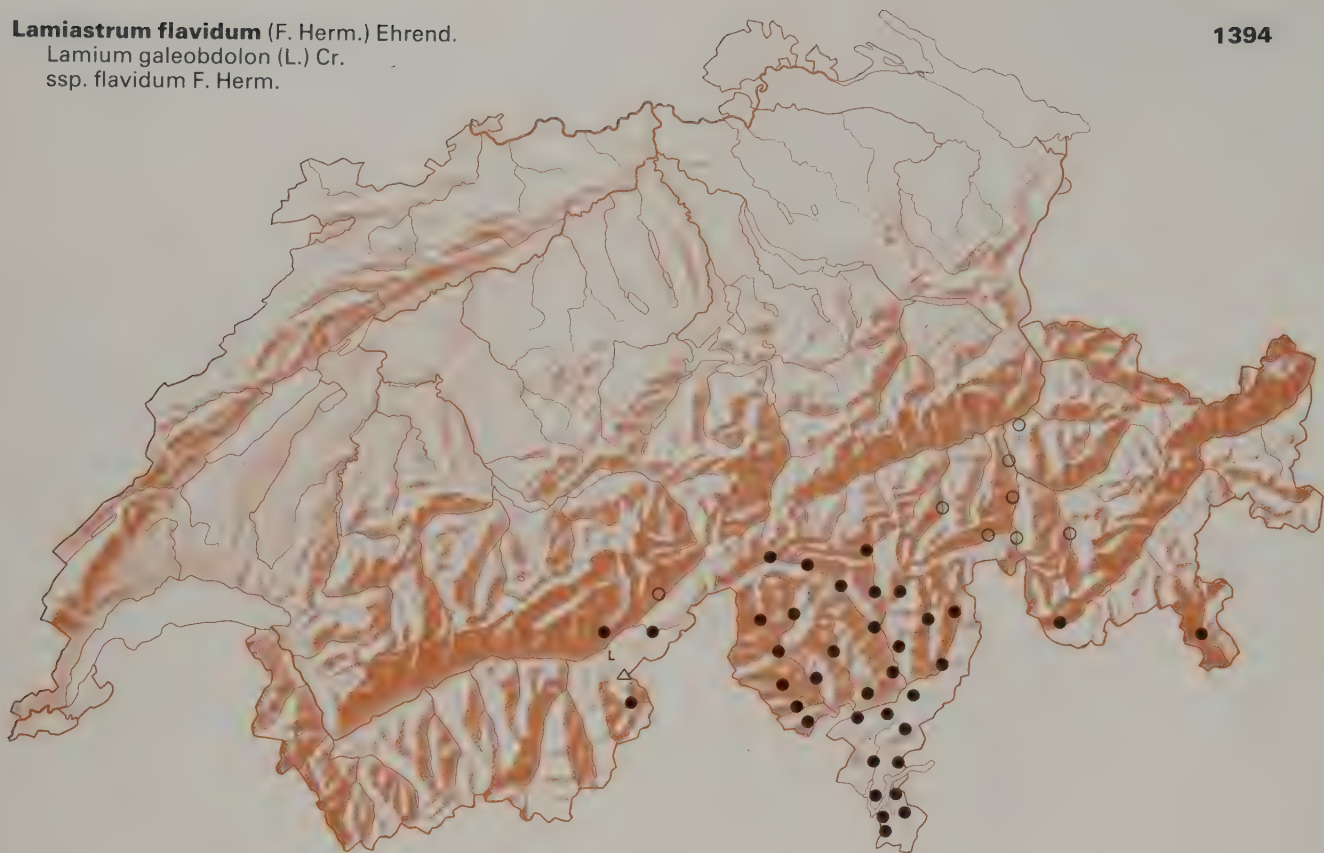 Lamiastrum flavidum (F. Herm.) Ehrend.
Lamium galeobdolon (L.) Cr.
ssp. flavidum F. Herm.
1394
L